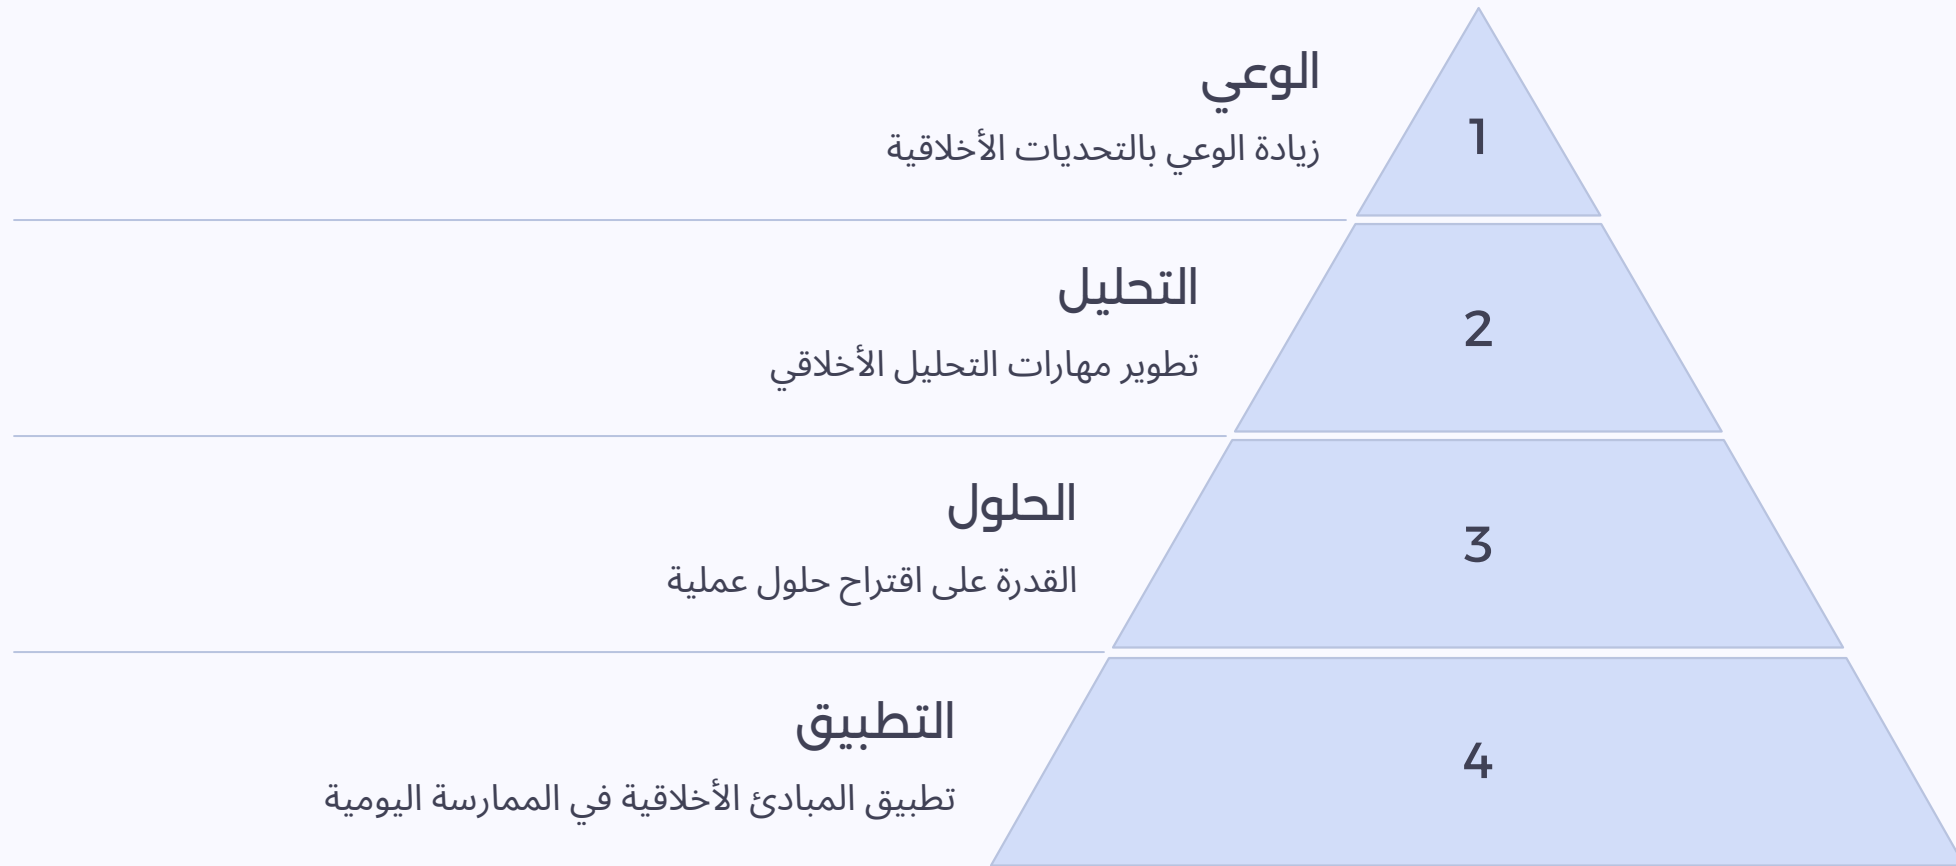 الوعي
زيادة الوعي بالتحديات الأخلاقية
1
التحليل
تطوير مهارات التحليل الأخلاقي
2
الحلول
القدرة على اقتراح حلول عملية
3
التطبيق
تطبيق المبادئ الأخلاقية في الممارسة اليومية
4